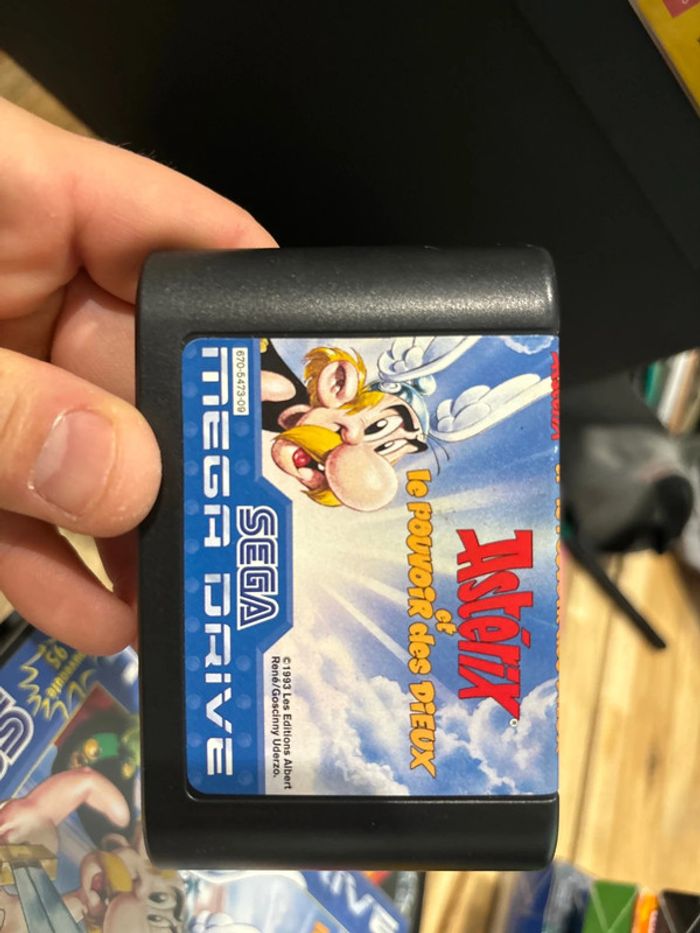 Astérix
et
le POUVOIR des DIEUX
©1993 Les Editions Albert
René/Goscinny Uderzo.
SEGA
670-5473-09
MEGA DRIVE